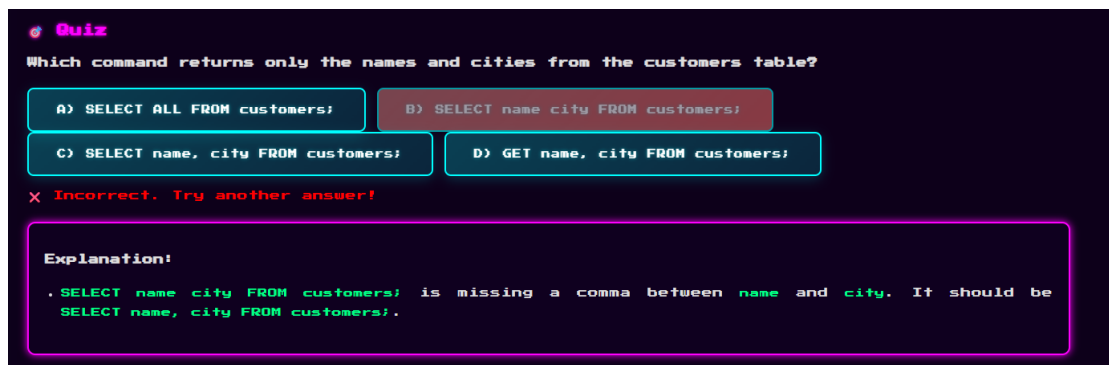 Quiz
Which command returns only the names and cities from the customers table?
A) SELECT ALL FROM customers;
B) SELECT name city FROM customers;
C) SELECT name, city FROM customers;
D) GET name, city FROM customers;
Incorrect. Try another answer!
Explanation:
. SELECT name city FROM customers; is missing a comma between name and city. It should be
SELECT name, city FROM customers;.